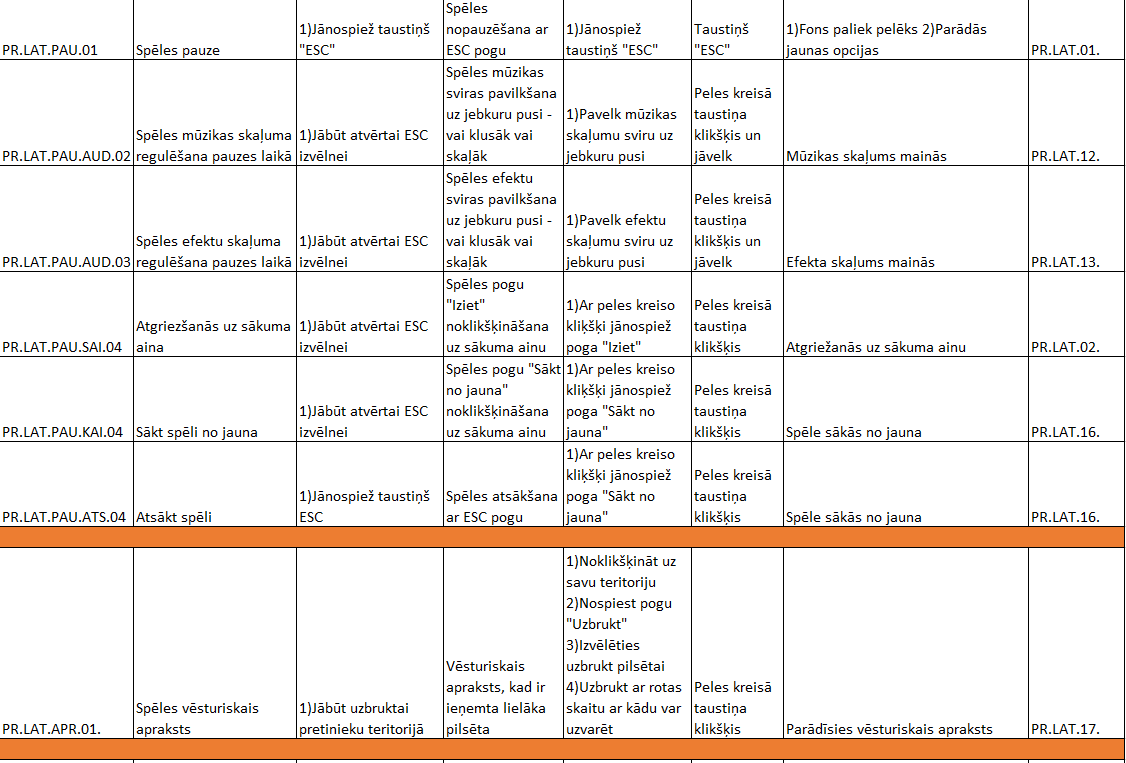 PR.LAT.PAU.01
Spēles pauze
1)Jānospiež taustiņš
"ESC"
Spēles
nopauzēšana ar
ESC pogu
1)Jānospiež
taustiņš "ESC"
Taustiņš
"ESC"
1)Fons paliek pelēks 2)Parādās
jaunas opcijas
PR.LAT.01.
PR.LAT.PAU.AUD.02
Spēles mūzikas skaļuma
regulēšana pauzes laikā
1)Jābūt atvērtai ESC
izvēlnei
Spēles mūzikas
sviras pavilkšana
uz jebkuru pusi -
vai klusāk vai
skaļāk
1)Pavelk mūzikas
skaļumu sviru uz
jebkuru pusi
Peles kreisā
taustiņa
klikšķis un
jāvelk
Mūzikas skaļums mainās
PR.LAT.12.
PR.LAT.PAU.AUD.03
Spēles efektu skaļuma
regulēšana pauzes laikā
1)Jābūt atvērtai ESC
izvēlnei
Spēles efektu
sviras pavilkšana
uz jebkuru pusi -
vai klusāk vai
skaļāk
1)Pavelk efektu
skaļumu sviru uz
jebkuru pusi
Peles kreisā
taustiņa
klikšķis un
jāvelk
Efekta skaļums mainās
PR.LAT.13.
PR.LAT.PAU.SAI.04
Atgriezšanās uz sākuma
aina
1)Jābūt atvērtai ESC
izvēlnei
Spēles pogu
"Iziet"
noklikšķināšana
uz sākuma ainu
1)Ar peles kreiso
klikšķi jānospiež
poga "Iziet"
Peles kreisā
taustiņa
klikšķis
Atgriežanās uz sākuma ainu
PR.LAT.02.
PR.LAT.PAU.KAI.04
Sākt spēli no jauna
1)Jābūt atvērtai ESC
izvēlnei
Spēles pogu "Sākt
no jauna"
noklikšķināšana
uz sākuma ainu
1)Ar peles kreiso
klikšķi jānospiež
poga "Sākt no
jauna"
Peles kreisā
taustiņa
klikšķis
Spēle sākās no jauna
PR.LAT.16.
PR.LAT.PAU.ATS.04
Atsākt spēli
1)Jānospiež taustiņš
ESC
Spēles atsākšana
ar ESC pogu
1)Ar peles kreiso
klikšķi jānospiež
poga "Sākt no
jauna"
Peles kreisā
taustiņa
klikšķis
Spēle sākās no jauna
PR.LAT.16.
PR.LAT.APR.01.
Spēles vēsturiskais
apraksts
1)Jābūt uzbruktai
pretinieku teritorijā
Vēsturiskais
apraksts, kad ir
ieņemta lielāka
pilsēta
1)Noklikšķināt uz
savu teritoriju
2)Nospiest pogu
"Uzbrukt"
3)Izvēlēties
uzbrukt pilsētai
4)Uzbrukt ar rotas
skaitu ar kādu var
uzvarēt
Peles kreisā
taustiņa
klikšķis
Parādīsies vēsturiskais apraksts
PR.LAT.17.